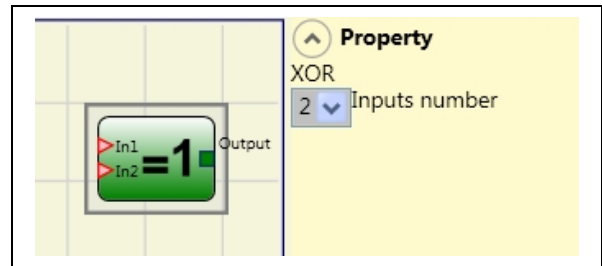 Property
XOR
2 Inputs number
In1
In2
=1
Output